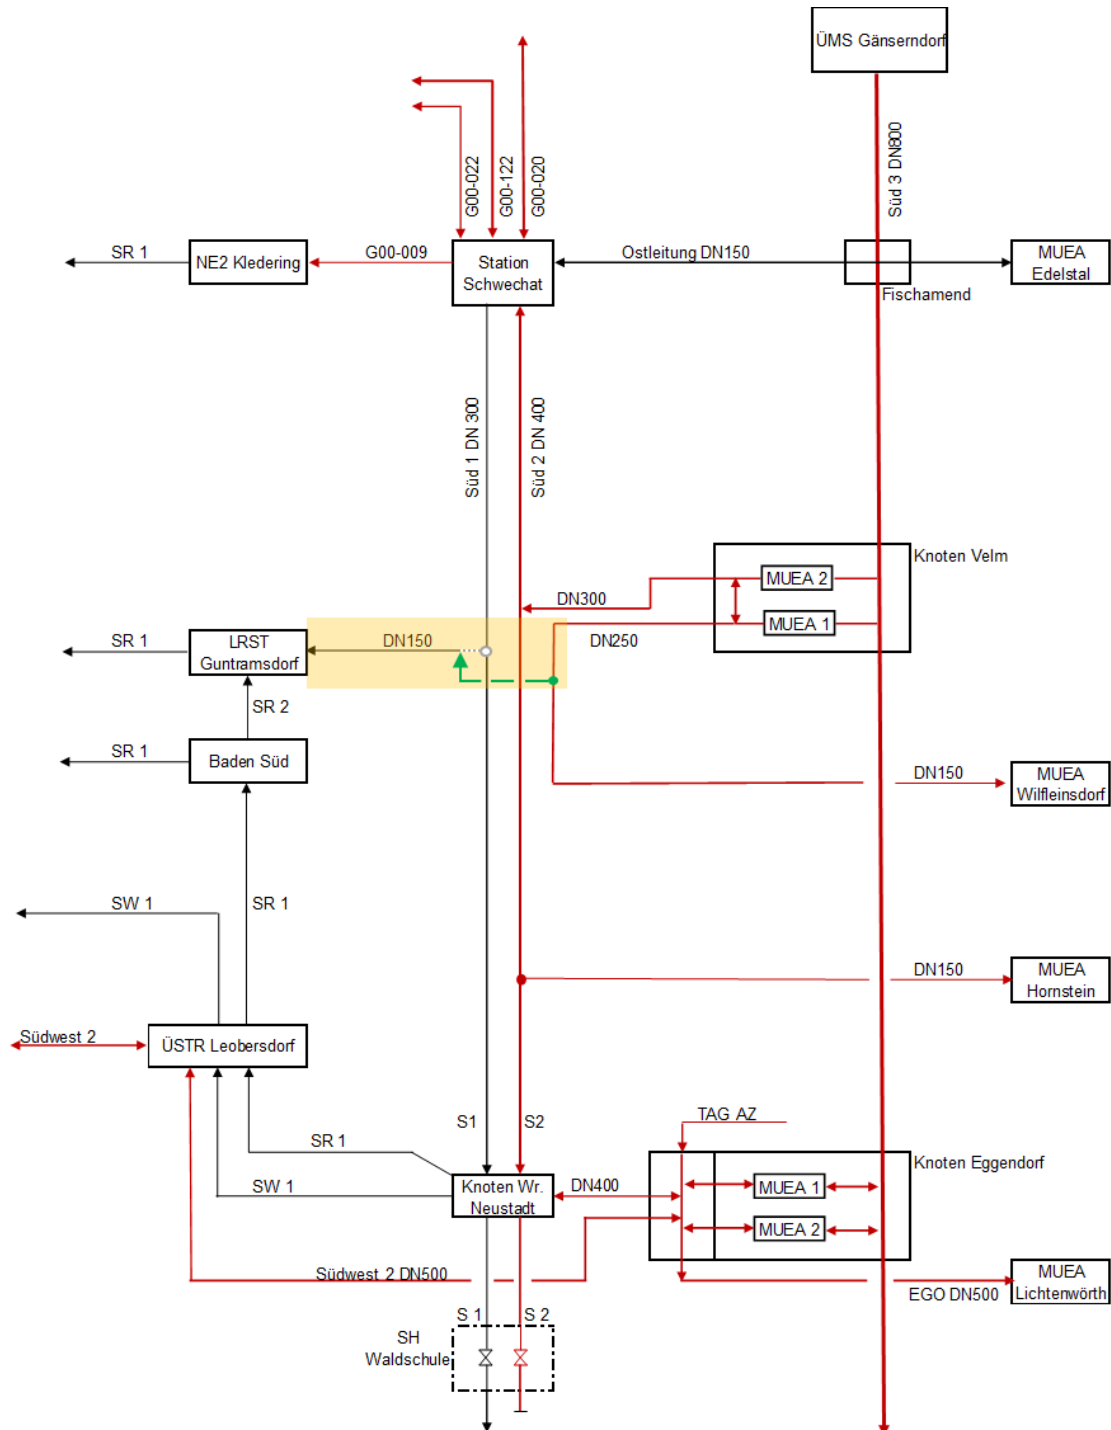 ÜMS Gänserndorf
G00-022
G00-122
G00-020
Süd 3 DN800
SR 1
NE2 Kledering
G00-009
Station
Schwechat
Ostleitung DN150
MUEA
Edelstal
Fischamend
Süd 1 DN 300
Süd 2 DN 400
Knoten Velm
MUEA 2
DN300
MUEA 1
SR 1
LRST
Guntramsdorf
DN150
DN250
SR 2
SR 1
Baden Süd
DN150
MUEA
Wilfleinsdorf
SW 1
SR 1
DN150
MUEA
Hornstein
Südwest 2
ÜSTR Leobersdorf
S1
S2
TAG AZ
SR 1
Knoten Eggendorf
SW 1
Knoten Wr.
Neustadt
DN400
MUEA 1
MUEA 2
Südwest 2 DN500
EGO DN500
MUEA
Lichtenwörth
S 1
S 2
SH
Waldschule